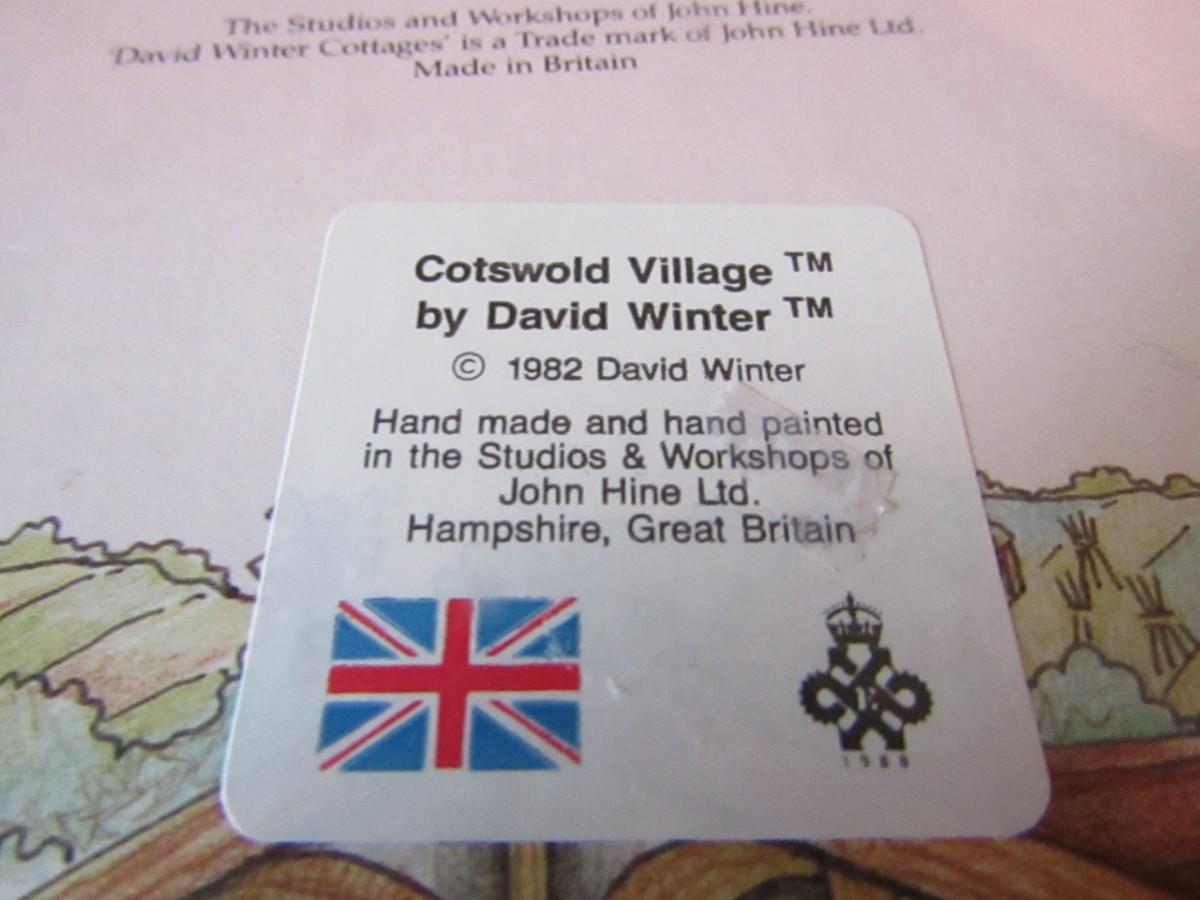 The Studios and Workshops of John Hine.
'David Winter Cottages' is a Trade mark of John Hine Ltd.
Made in Britain
Cotswold Village ™
by David Winter ™
© 1982 David Winter
Hand made and hand painted
in the Studios & Workshops of
John Hine Ltd.
Hampshire, Great Britain
1988